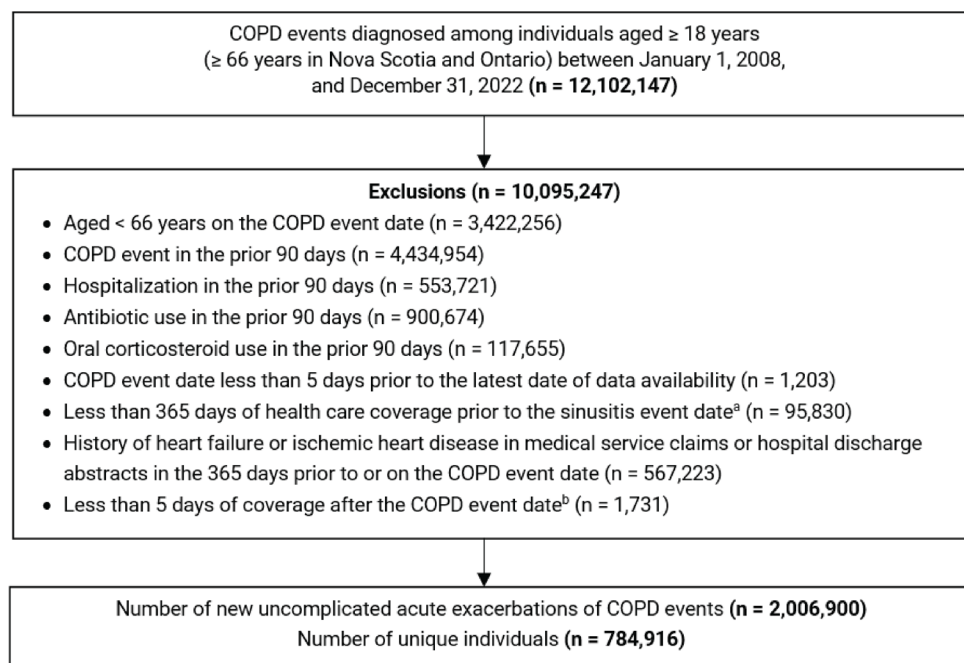 COPD events diagnosed among individuals aged ≥ 18 years
(≥ 66 years in Nova Scotia and Ontario) between January 1, 2008,
and December 31, 2022 (n = 12,102,147)
Exclusions (n = 10,095,247)
• Aged < 66 years on the COPD event date (n = 3,422,256)
• COPD event in the prior 90 days (n = 4,434,954)
• Hospitalization in the prior 90 days (n = 553,721)
• Antibiotic use in the prior 90 days (n = 900,674)
• Oral corticosteroid use in the prior 90 days (n = 117,655)
• COPD event date less than 5 days prior to the latest date of data availability (n = 1,203)
• Less than 365 days of health care coverage prior to the sinusitis event dateᵃ (n = 95,830)
• History of heart failure or ischemic heart disease in medical service claims or hospital discharge
abstracts in the 365 days prior to or on the COPD event date (n = 567,223)
• Less than 5 days of coverage after the COPD event dateᵇ (n = 1,731)
Number of new uncomplicated acute exacerbations of COPD events (n = 2,006,900)
Number of unique individuals (n = 784,916)